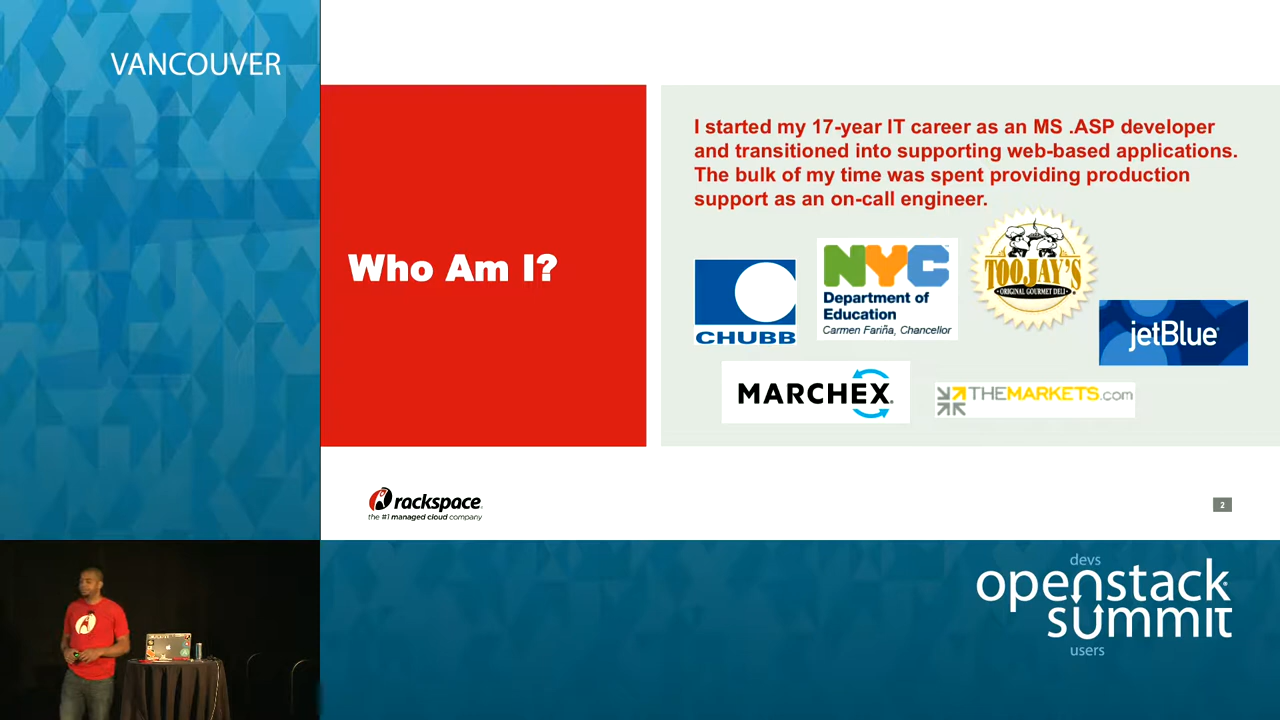 VANCOUVER
Who Am I?
I started my 17-year IT career as an MS .ASP developer
and transitioned into supporting web-based applications.
The bulk of my time was spent providing production
support as an on-call engineer.
CHUBB
NYC
Department of
Education
Carmen Fariña, Chancellor
TOOJAY'S
ORIGINAL GOURMET DELI
jetBlue
MARCHEX
THEMARKETS.com
rackspace
the #1 managed cloud company
2
devs
openstack
summit
users